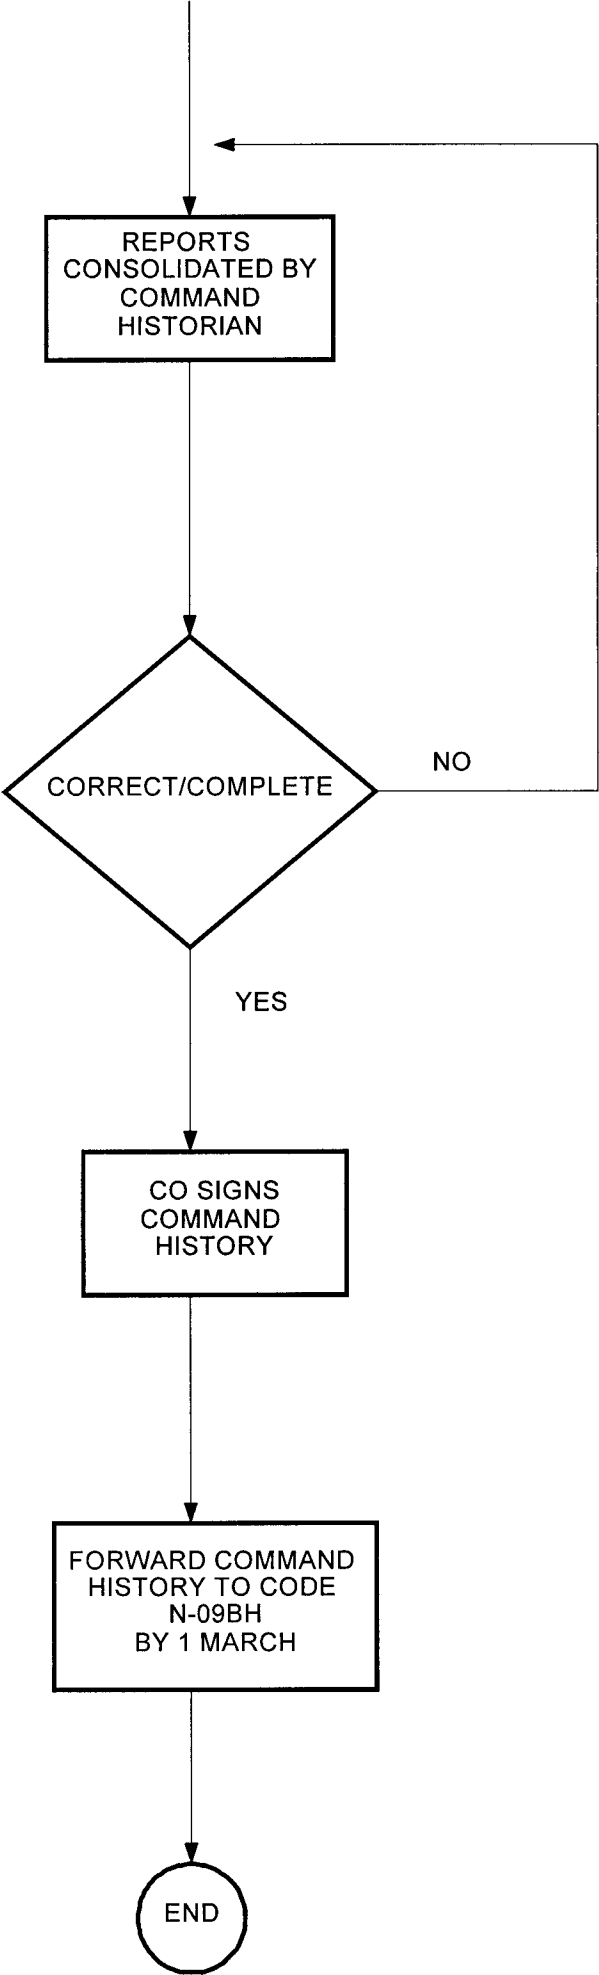 REPORTS
CONSOLIDATED BY
COMMAND
HISTORIAN
CORRECT/COMPLETE
NO
YES
CO SIGNS
COMMAND
HISTORY
FORWARD COMMAND
HISTORY TO CODE
N-09BH
BY 1 MARCH
END